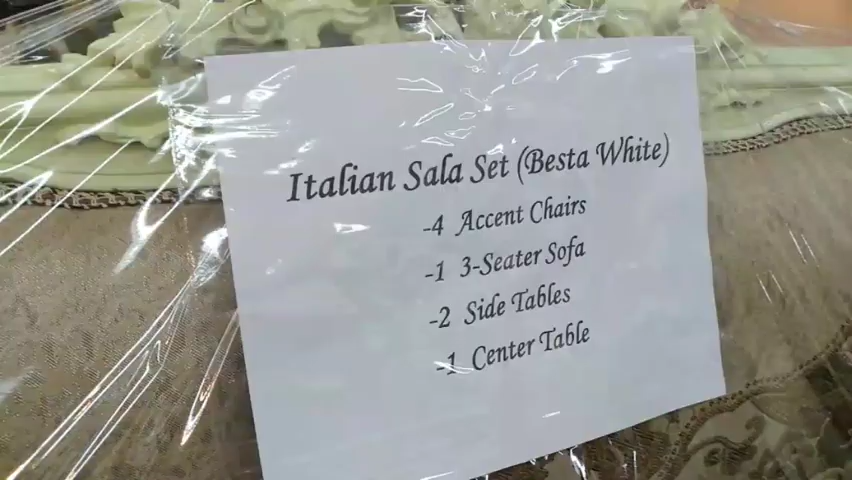 Italian Sala Set (Besta White)
-4 Accent Chairs
-1 3-Seater Sofa
-2 Side Tables
-1 Center Table